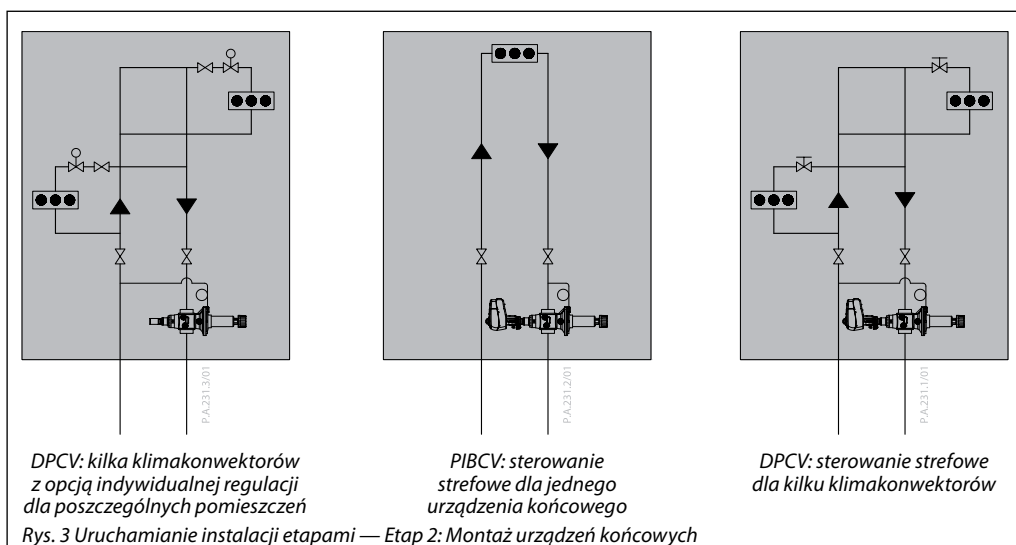 P.A.231.3/01
P.A.231.2/01
P.A.231.1/01
DPCV: kilka klimakonwektorów
z opcją indywidualnej regulacji
dla poszczególnych pomieszczeń
PIBCV: sterowanie
strefowe dla jednego
urządzenia końcowego
DPCV: sterowanie strefowe
dla kilku klimakonwektorów
Rys. 3 Uruchamianie instalacji etapami — Etap 2: Montaż urządzeń końcowych